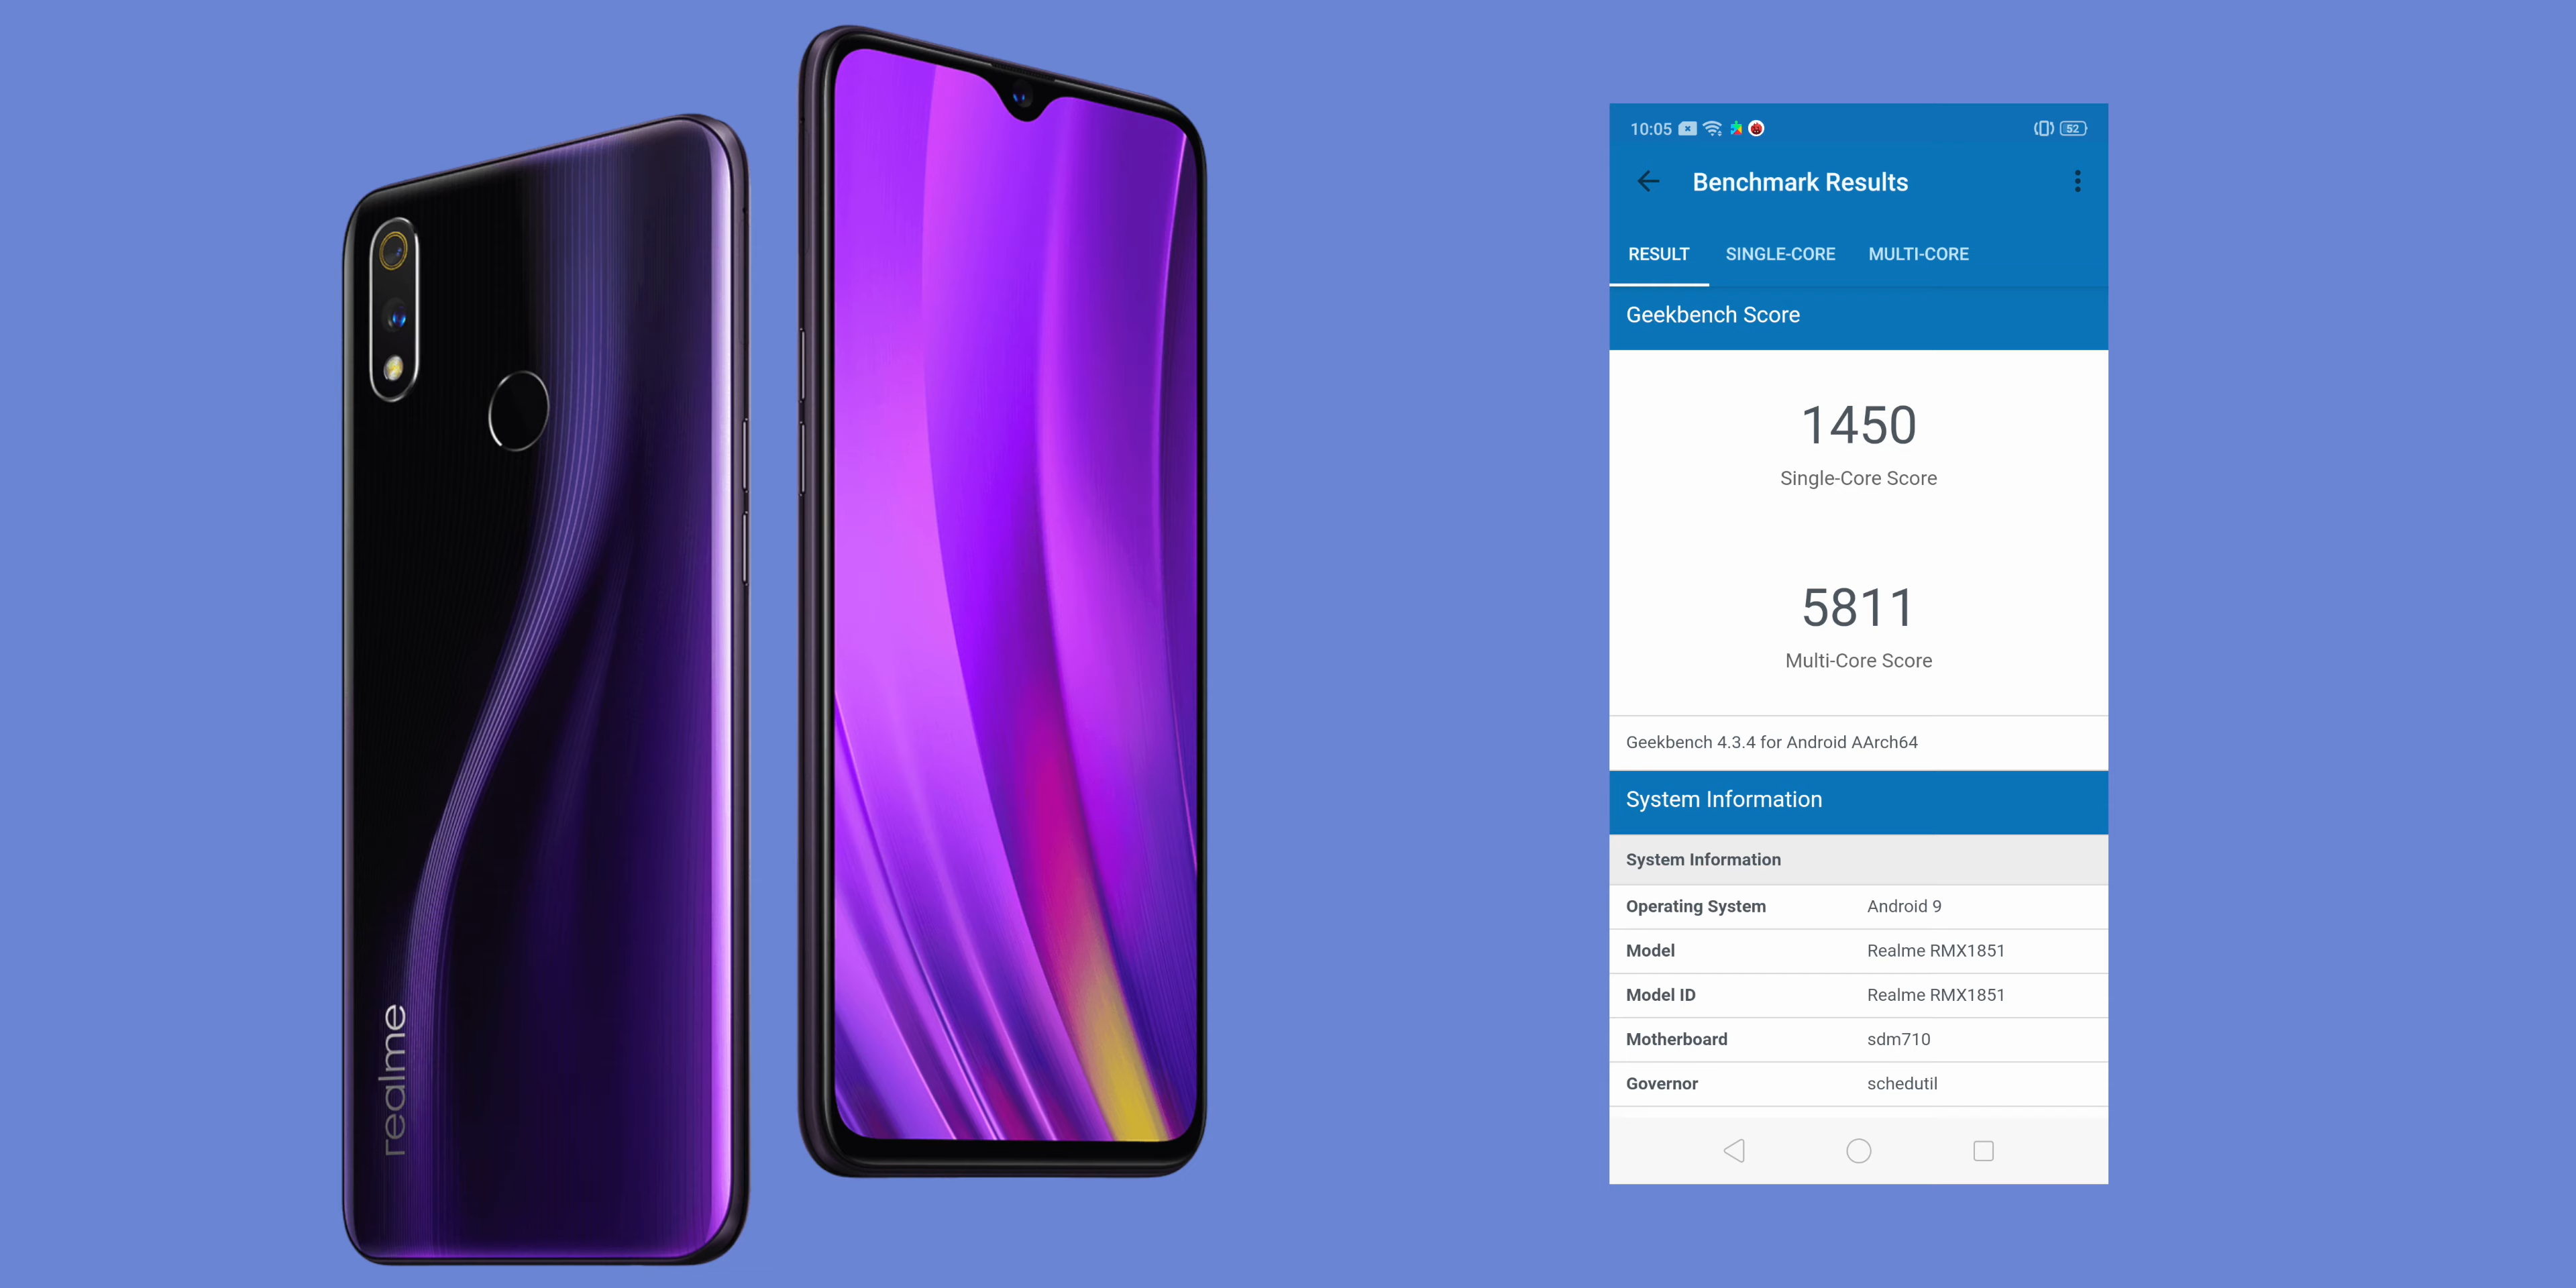 realme
10:05
52
Benchmark Results
RESULT SINGLE-CORE MULTI-CORE
Geekbench Score
1450
Single-Core Score
5811
Multi-Core Score
Geekbench 4.3.4 for Android AArch64
System Information
System Information
Operating System Android 9
Model Realme RMX1851
Model ID Realme RMX1851
Motherboard sdm710
Governor schedutil